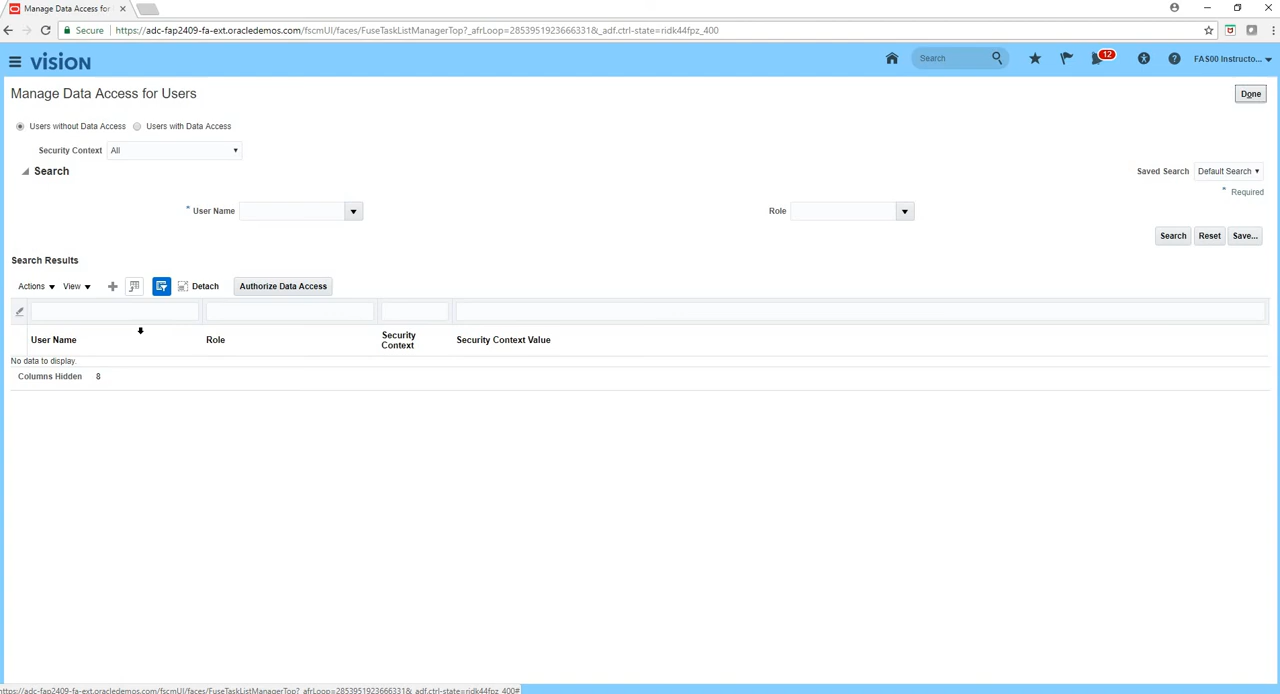 Manage Data Access for
Secure
https://adc-fap2409-fa-ext.oracledemos.com/fscmUI/faces/FuseTaskListManagerTop?_afrLoop=285395192366633​1&_adf.ctrl-state=ridk44fpz_400
VISION
Search
12
FAS00 Instructo...
Manage Data Access for Users
Done
Users without Data Access
Users with Data Access
Security Context
All
Search
Saved Search
Default Search
* Required
* User Name
Role
Search
Reset
Save...
Search Results
Actions
View
Detach
Authorize Data Access
User Name
Role
Security
Context
Security Context Value
No data to display.
Columns Hidden 8
https://adc-fap2409-fa-ext.oracledemos.com/fscmUI/faces/FuseTaskListManagerTop?_afrLoop=2853951923666331&_adf.ctrl-state=ridk44fpz_400#